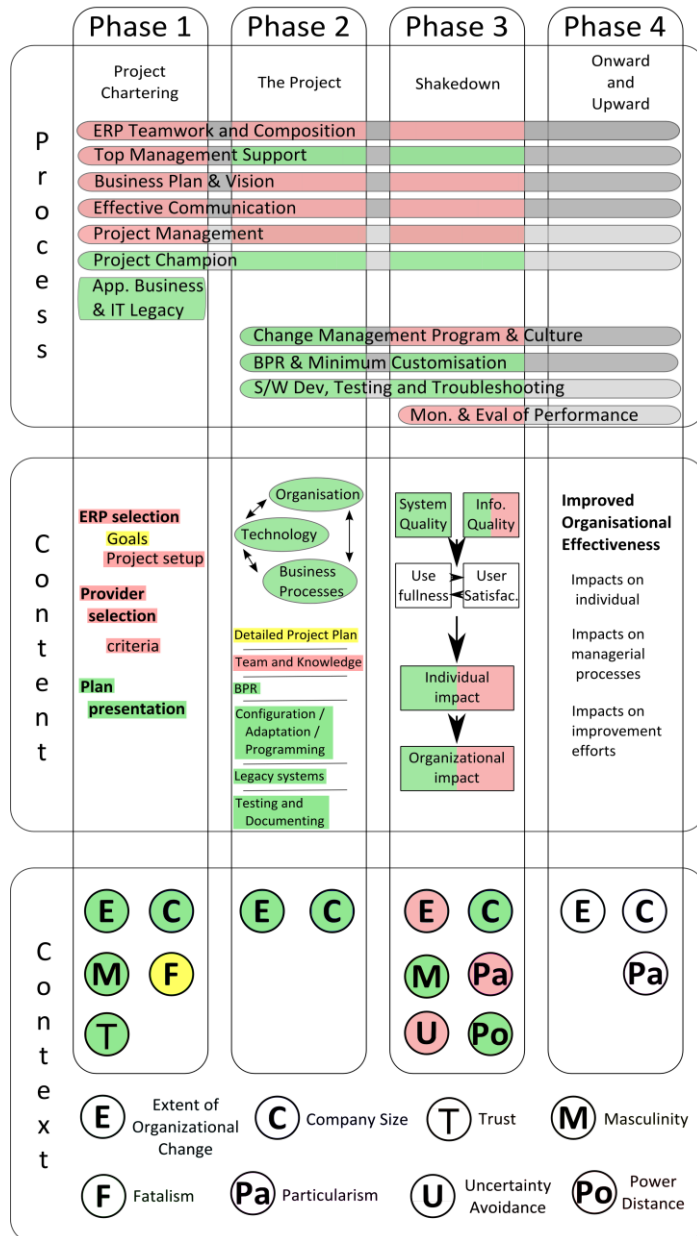 Phase 1
Phase 2
Phase 3
Phase 4
Process
Project
Chartering
The Project
Shakedown
Onward
and
Upward
ERP Teamwork and Composition
Top Management Support
Business Plan & Vision
Effective Communication
Project Management
Project Champion
App. Business
& IT Legacy
Change Management Program & Culture
BPR & Minimum Customisation
S/W Dev, Testing and Troubleshooting
Mon. & Eval of Performance
Content
ERP selection
Goals
Project setup
Provider
selection
criteria
Plan
presentation
Organisation
Technology
Business
Processes
Detailed Project Plan
Team and Knowledge
BPR
Configuration /
Adaptation /
Programming
Legacy systems
Testing and
Documenting
System
Quality
Info.
Quality
Use
fullness
User
Satisfac.
Individual
impact
Organizational
impact
Improved
Organisational
Effectiveness
Impacts on
individual
Impacts on
managerial
processes
Impacts on
improvement
efforts
Context
E C
M F
T
E C
E C
M Pa
U Po
E C
Pa
E Extent of
Organizational
Change
C Company Size
T Trust
M Masculinity
F Fatalism
Pa Particularism
U Uncertainty
Avoidance
Po Power
Distance